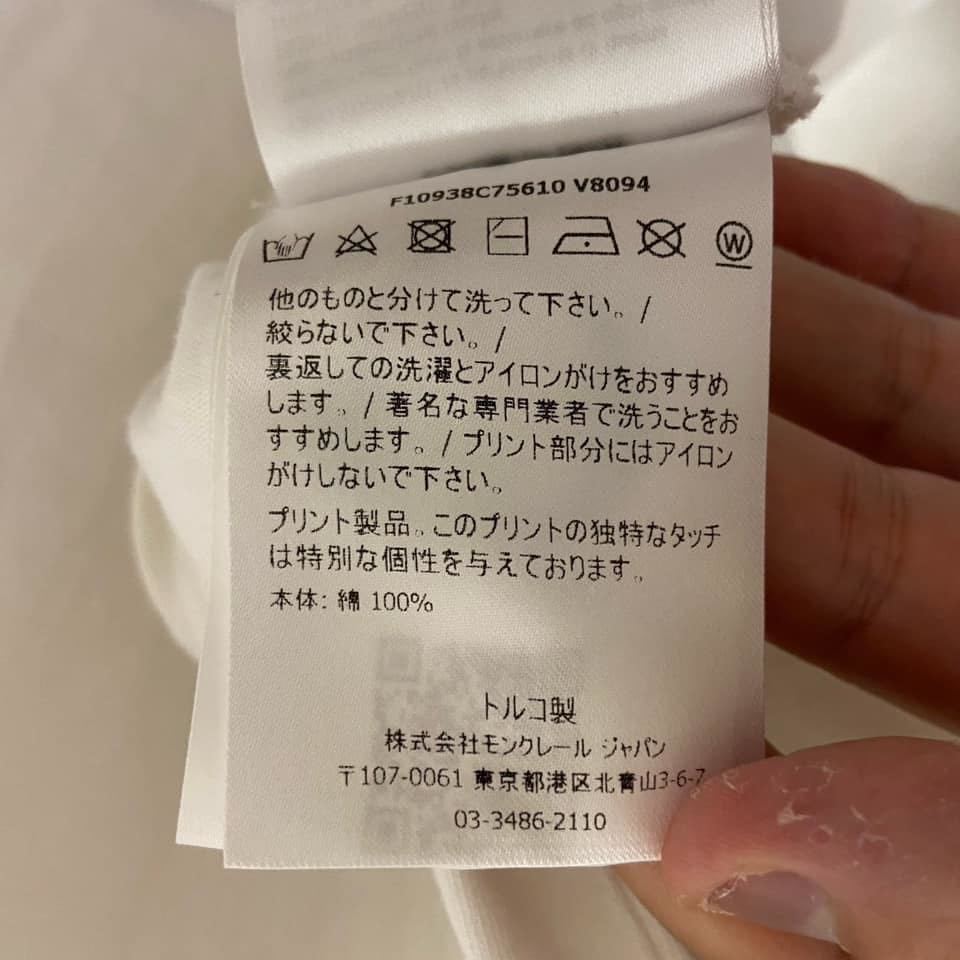 F10938C75610 V8094
W
他のものと分けて洗って下さい。/
絞らないで下さい。/
裏返しての洗濯とアイロンがけをおすすめ
します。/ 著名な専門業者で洗うことをお
すすめします。/ プリント部分にはアイロン
がけしないで下さい。
プリント製品。このプリントの独特なタッチ
は特別な個性を与えております。
本体: 綿 100%
トルコ製
株式会社モンクレール ジャパン
〒107-0061 東京都港区北青山3-6-7
03-3486-2110